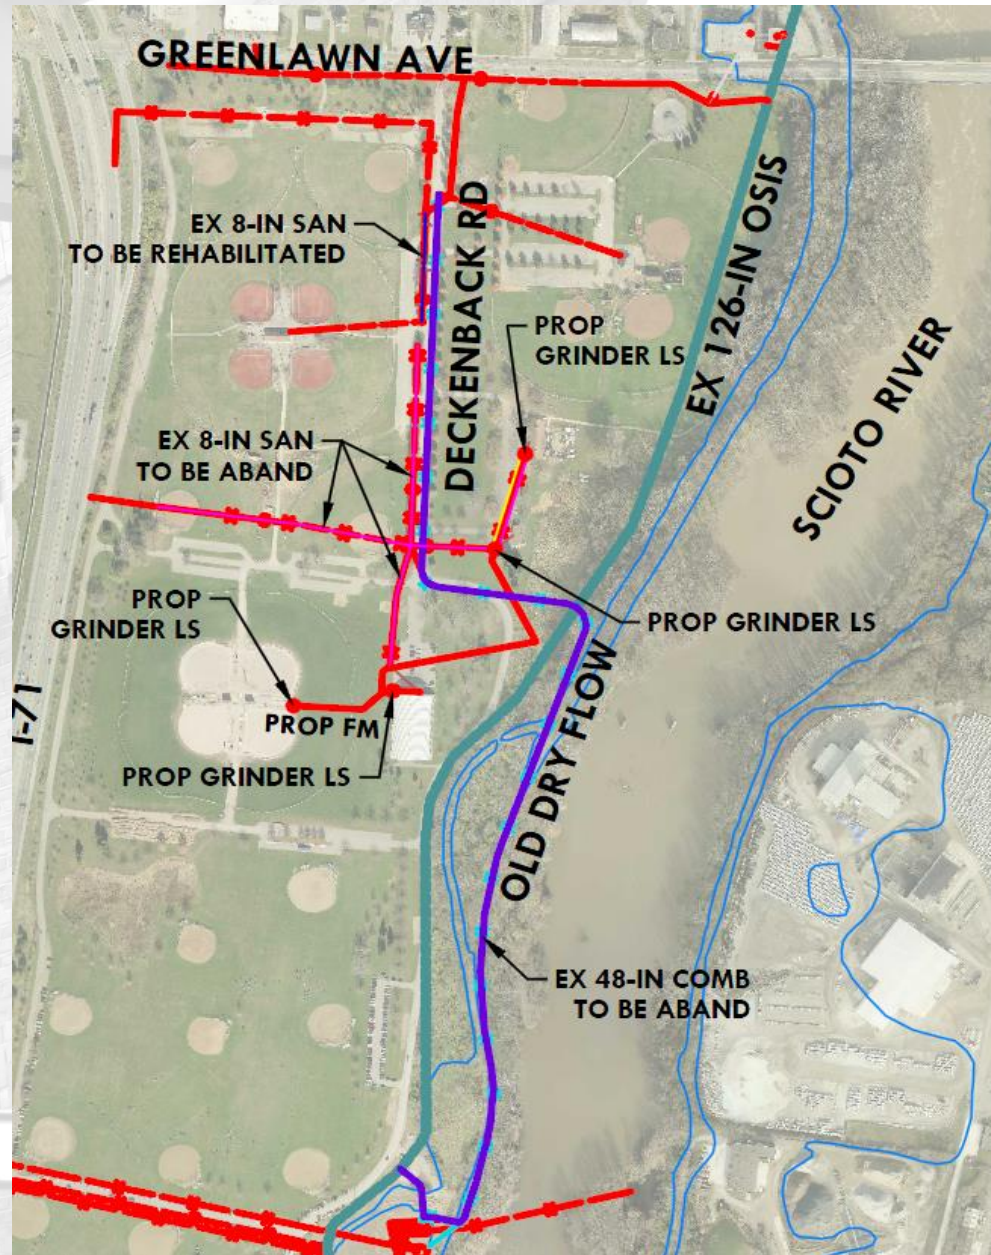 GREENLAWN AVE
EX 8-IN SAN
TO BE REHABILITATED
DECKENBACK RD
EX 126-IN OSIS
PROP
GRINDER LS
SCIOTO RIVER
EX 8-IN SAN
TO BE ABAND
PROP
GRINDER LS
PROP GRINDER LS
I-71
PROP FM
PROP GRINDER LS
OLD DRY FLOW
EX 48-IN COMB
TO BE ABAND